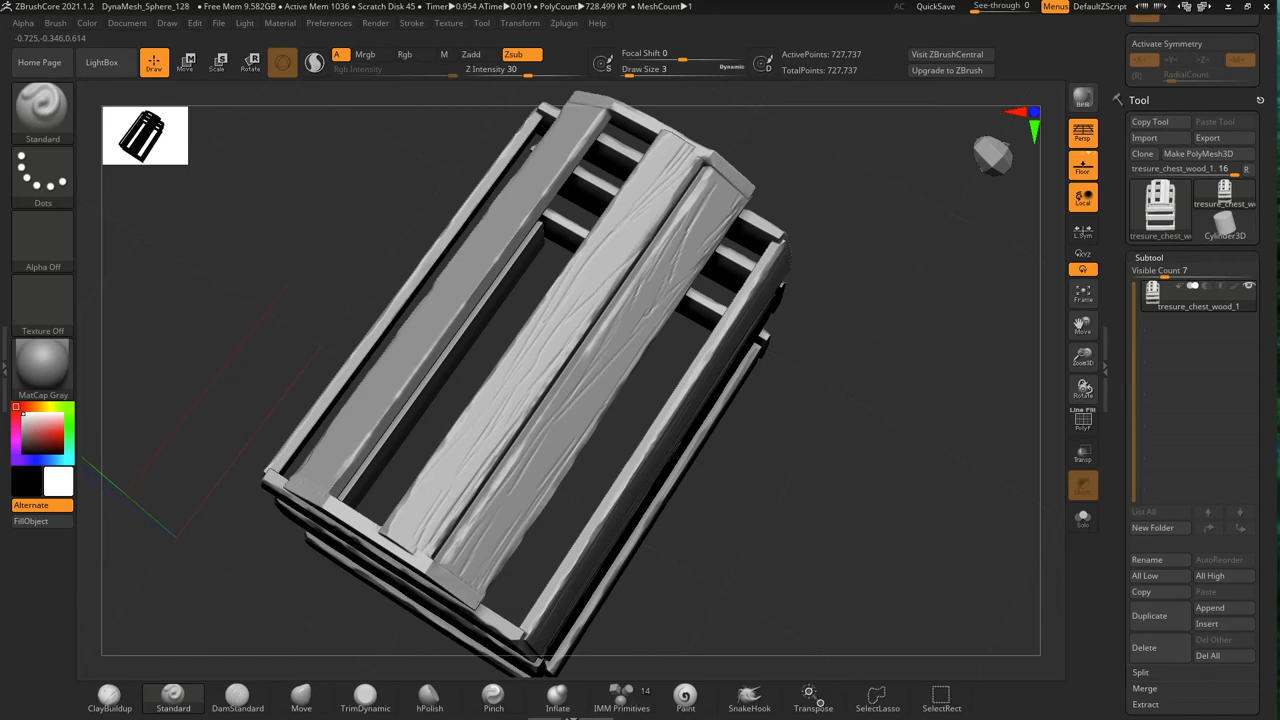 ZBrushCore 2021.1.2 DynaMesh_Sphere_128 • Free Mem 9.582GB • Active Mem 1036 • Scratch Disk 45 • Timer▶0.954 ATime▶0.019 • PolyCount▶728.499 KP • MeshCount▶1 AC QuickSave See-through 0 Menus DefaultZScript
Alpha Brush Color Document Draw Edit File Light Material Preferences Render Stroke Texture Tool Transform Zplugin Help
-0.725,-0.346,0.614
Home Page
LightBox
Draw
Move
Scale
Rotate
A Mrgb Rgb M Zadd Zsub
Rgb Intensity Z Intensity 30
Focal Shift 0
Draw Size 3 Dynamic
S
D
ActivePoints: 727,737
TotalPoints: 727,737
Visit ZBrushCentral
Upgrade to ZBrush
Standard
Dots
Alpha Off
Texture Off
MatCap Gray
Alternate
FillObject
Persp
Floor
Local
L.Sym
XYZ
Frame
Move
Zoom3D
Rotate
Line Fill
PolyF
Transp
Solo
Activate Symmetry
>X< >Y< >Z< >M<
(R) RadialCount
Tool
Copy Tool Paste Tool
Import Export
Clone Make PolyMesh3D
tresure_chest_wood_1. 16 R
tresure_chest_w
tresure_chest_w
Cylinder3D
Subtool
Visible Count 7
tresure_chest_wood_1
List All
New Folder
Rename AutoReorder
All Low All High
Copy Paste
Duplicate Append
Insert
Delete Del Other
Del All
Split
Merge
Extract
ClayBuildup Standard DamStandard Move TrimDynamic hPolish Pinch Inflate IMM Primitives 14 Paint SnakeHook Transpose SelectLasso SelectRect